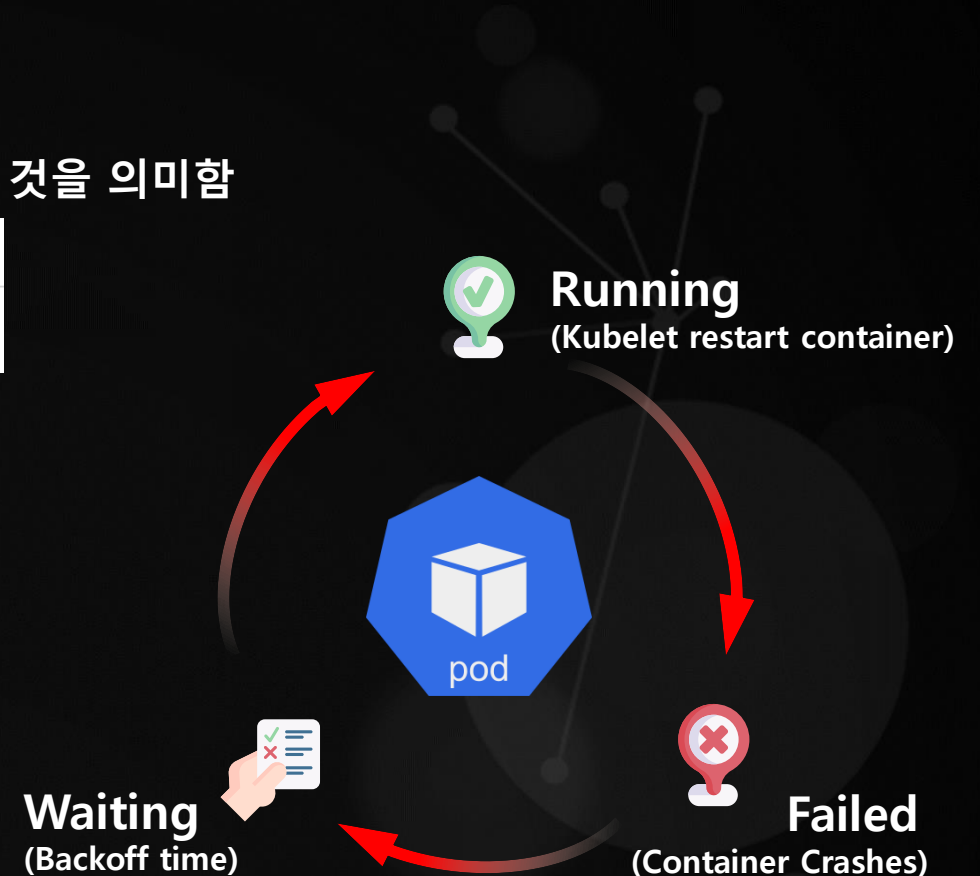 것을 의미함
Running
(Kubelet restart container)
pod
Waiting
(Backoff time)
Failed
(Container Crashes)